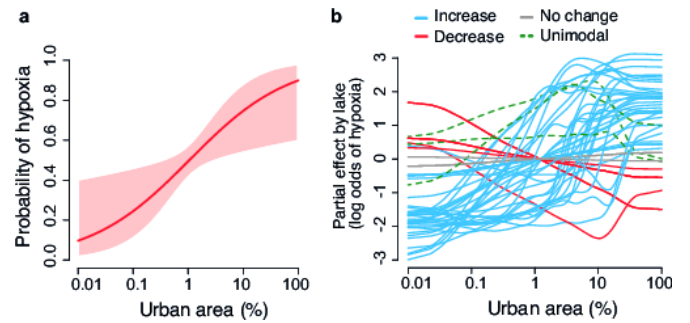 a
Probability of hypoxia
1.0
0.8
0.6
0.4
0.2
0.0
0.01 0.1 1 10 100
Urban area (%)
b
Increase No change
Decrease Unimodal
Partial effect by lake
(log odds of hypoxia)
3
2
1
0
-1
-2
-3
0.01 0.1 1 10 100
Urban area (%)